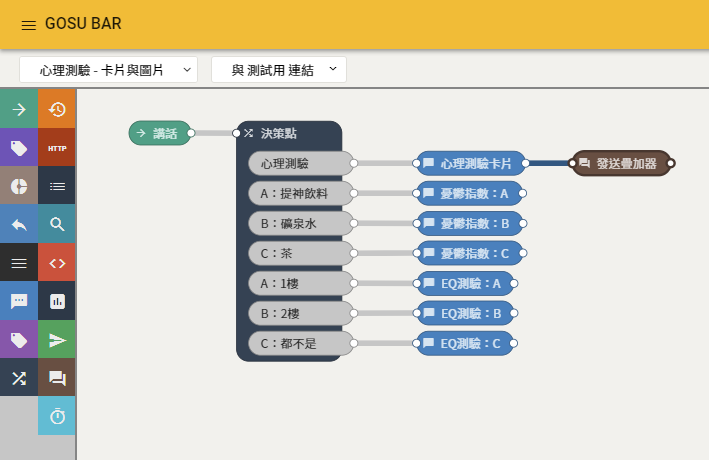 GOSU BAR
心理測驗 - 卡片與圖片
與 測試用 連結
HTTP
講話
決策點
心理測驗
心理測驗卡片
發送疊加器
A：提神飲料
憂鬱指數：A
B：礦泉水
憂鬱指數：B
C：茶
憂鬱指數：C
A：1樓
EQ測驗：A
B：2樓
EQ測驗：B
C：都不是
EQ測驗：C